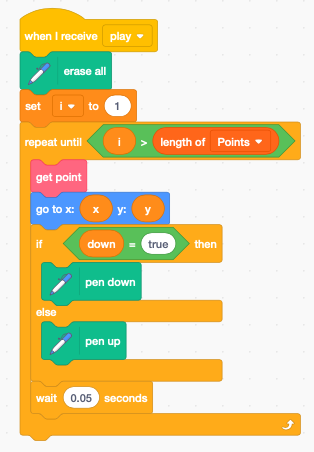 when I receive play
erase all
set i to 1
repeat until i > length of Points
get point
go to x: x y: y
if down = true then
pen down
else
pen up
wait 0.05 seconds